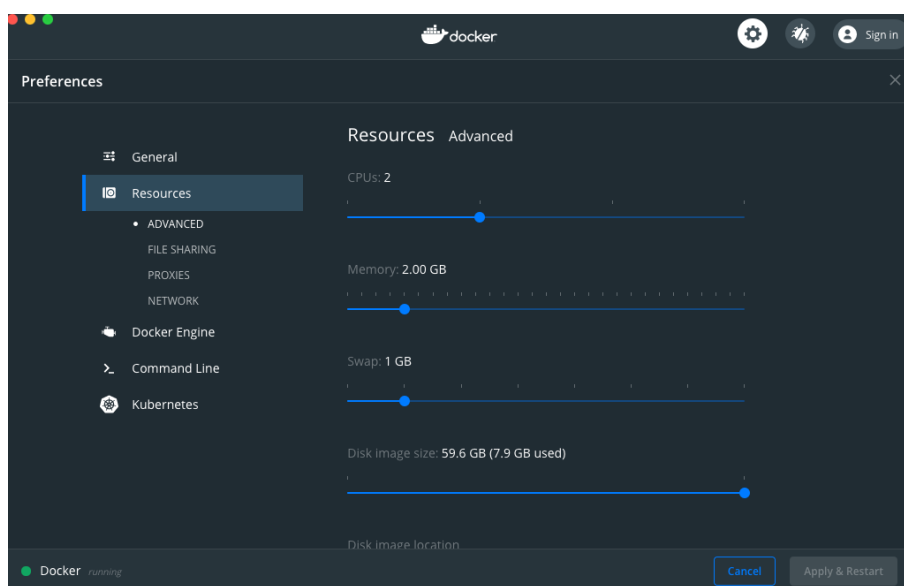 docker
Sign in
Preferences
General
Resources
ADVANCED
FILE SHARING
PROXIES
NETWORK
Docker Engine
Command Line
Kubernetes
Resources Advanced
CPUs: 2
Memory: 2.00 GB
Swap: 1 GB
Disk image size: 59.6 GB (7.9 GB used)
Disk image location
Docker running
Cancel
Apply & Restart